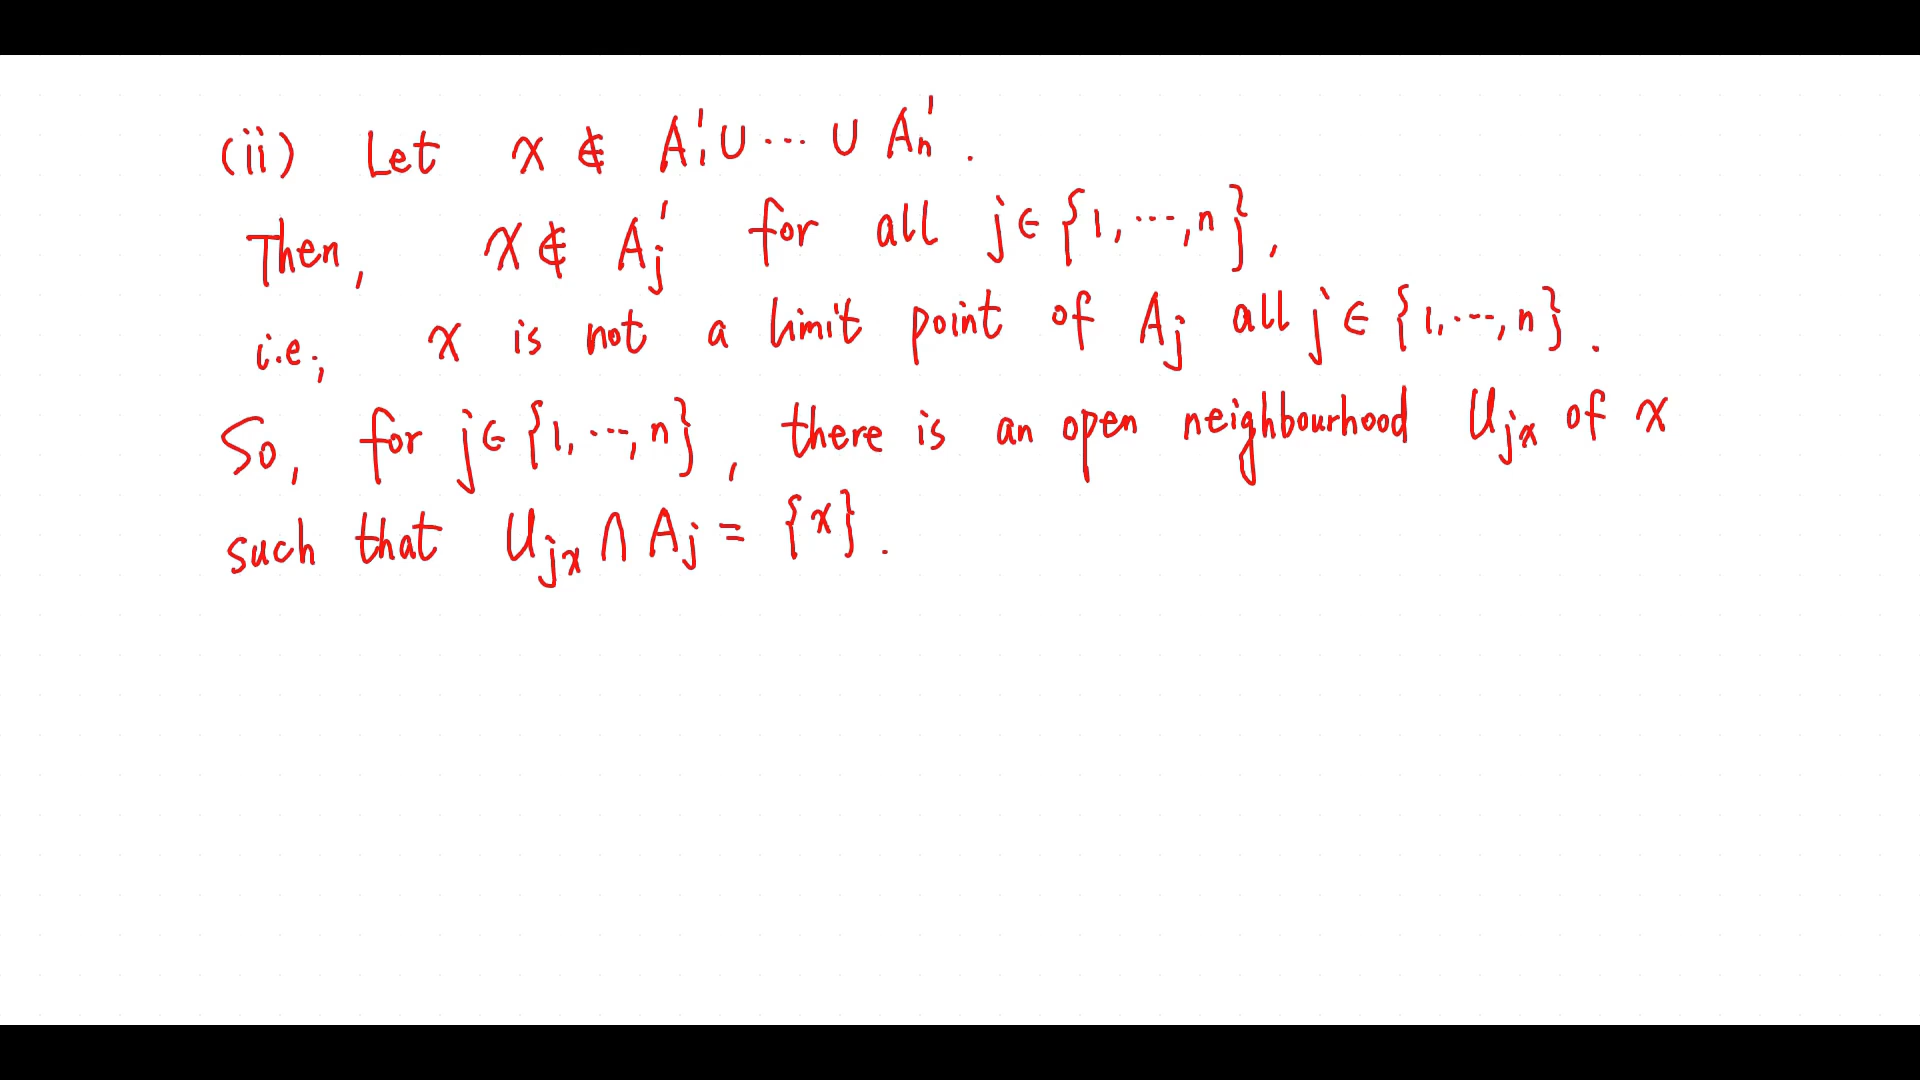 (ii) Let x ∉ A₁' ∪ ⋯ ∪ Aₙ'.
Then, x ∉ Aⱼ' for all j ∈ {1, ⋯, n},
i.e., x is not a limit point of Aⱼ all j ∈ {1, ⋯, n}.
So, for j ∈ {1, ⋯, n}, there is an open neighbourhood Uⱼₓ of x
such that Uⱼₓ ∩ Aⱼ = {x}.